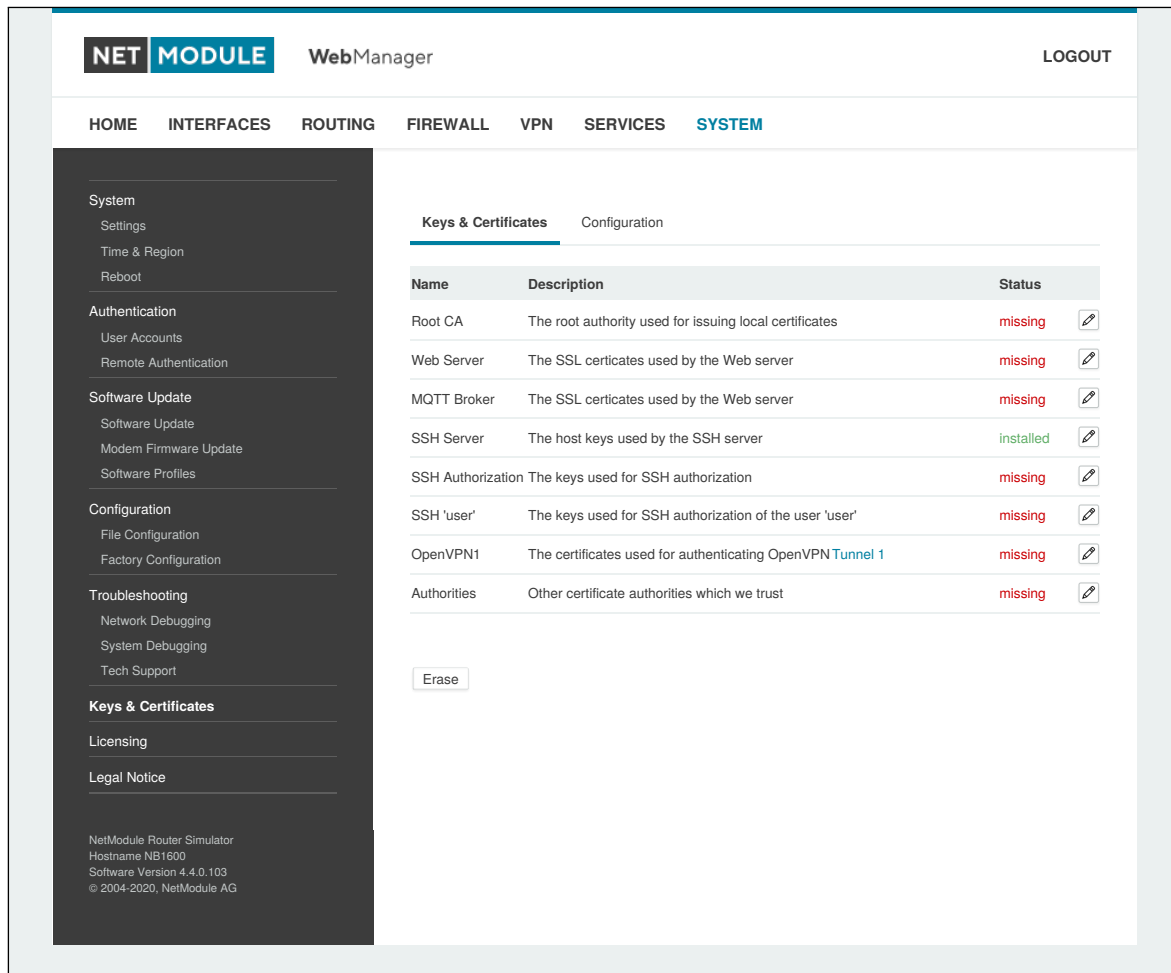 NET MODULE WebManager LOGOUT
HOME INTERFACES ROUTING FIREWALL VPN SERVICES SYSTEM
System
Settings
Time & Region
Reboot
Authentication
User Accounts
Remote Authentication
Software Update
Software Update
Modem Firmware Update
Software Profiles
Configuration
File Configuration
Factory Configuration
Troubleshooting
Network Debugging
System Debugging
Tech Support
Keys & Certificates
Licensing
Legal Notice
NetModule Router Simulator
Hostname NB1600
Software Version 4.4.0.103
© 2004-2020, NetModule AG
Keys & Certificates Configuration
Name Description Status
Root CA The root authority used for issuing local certificates missing
Web Server The SSL certicates used by the Web server missing
MQTT Broker The SSL certicates used by the Web server missing
SSH Server The host keys used by the SSH server installed
SSH Authorization The keys used for SSH authorization missing
SSH 'user' The keys used for SSH authorization of the user 'user' missing
OpenVPN1 The certificates used for authenticating OpenVPN Tunnel 1 missing
Authorities Other certificate authorities which we trust missing
Erase